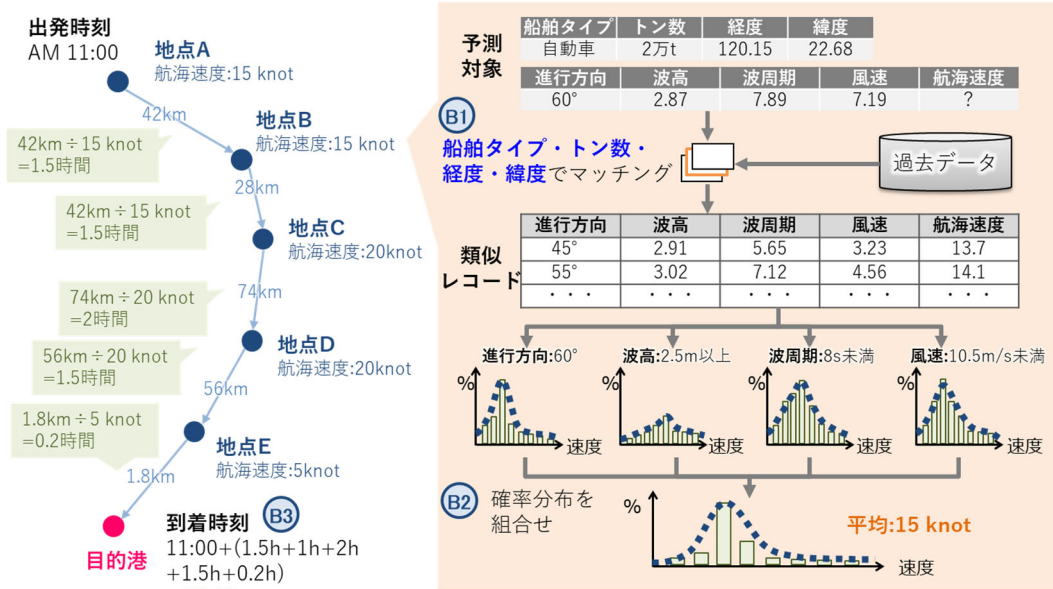 出発時刻
AM 11:00
地点A
航海速度:15 knot
42km
42km÷15 knot
=1.5時間
地点B
航海速度:15 knot
28km
42km÷15 knot
=1.5時間
地点C
航海速度:20knot
74km
74km÷20 knot
=2時間
地点D
航海速度:20knot
56km÷20 knot
=1.5時間
56km
1.8km÷5 knot
=0.2時間
地点E
航海速度:5knot
1.8km
目的港
到着時刻 B3
11:00+(1.5h+1h+2h
+1.5h+0.2h)
予測
対象
船舶タイプ トン数 経度 緯度
自動車 2万t 120.15 22.68
進行方向 波高 波周期 風速 航海速度
60° 2.87 7.89 7.19 ?
B1
船舶タイプ・トン数・
経度・緯度でマッチング
過去データ
類似
レコード
進行方向 波高 波周期 風速 航海速度
45° 2.91 5.65 3.23 13.7
55° 3.02 7.12 4.56 14.1
・・・ ・・・ ・・・ ・・・ ・・・
進行方向:60° 波高:2.5m以上 波周期:8s未満 風速:10.5m/s未満
% % % %
速度 速度 速度 速度
B2 確率分布を
組合せ
%
平均:15 knot
速度